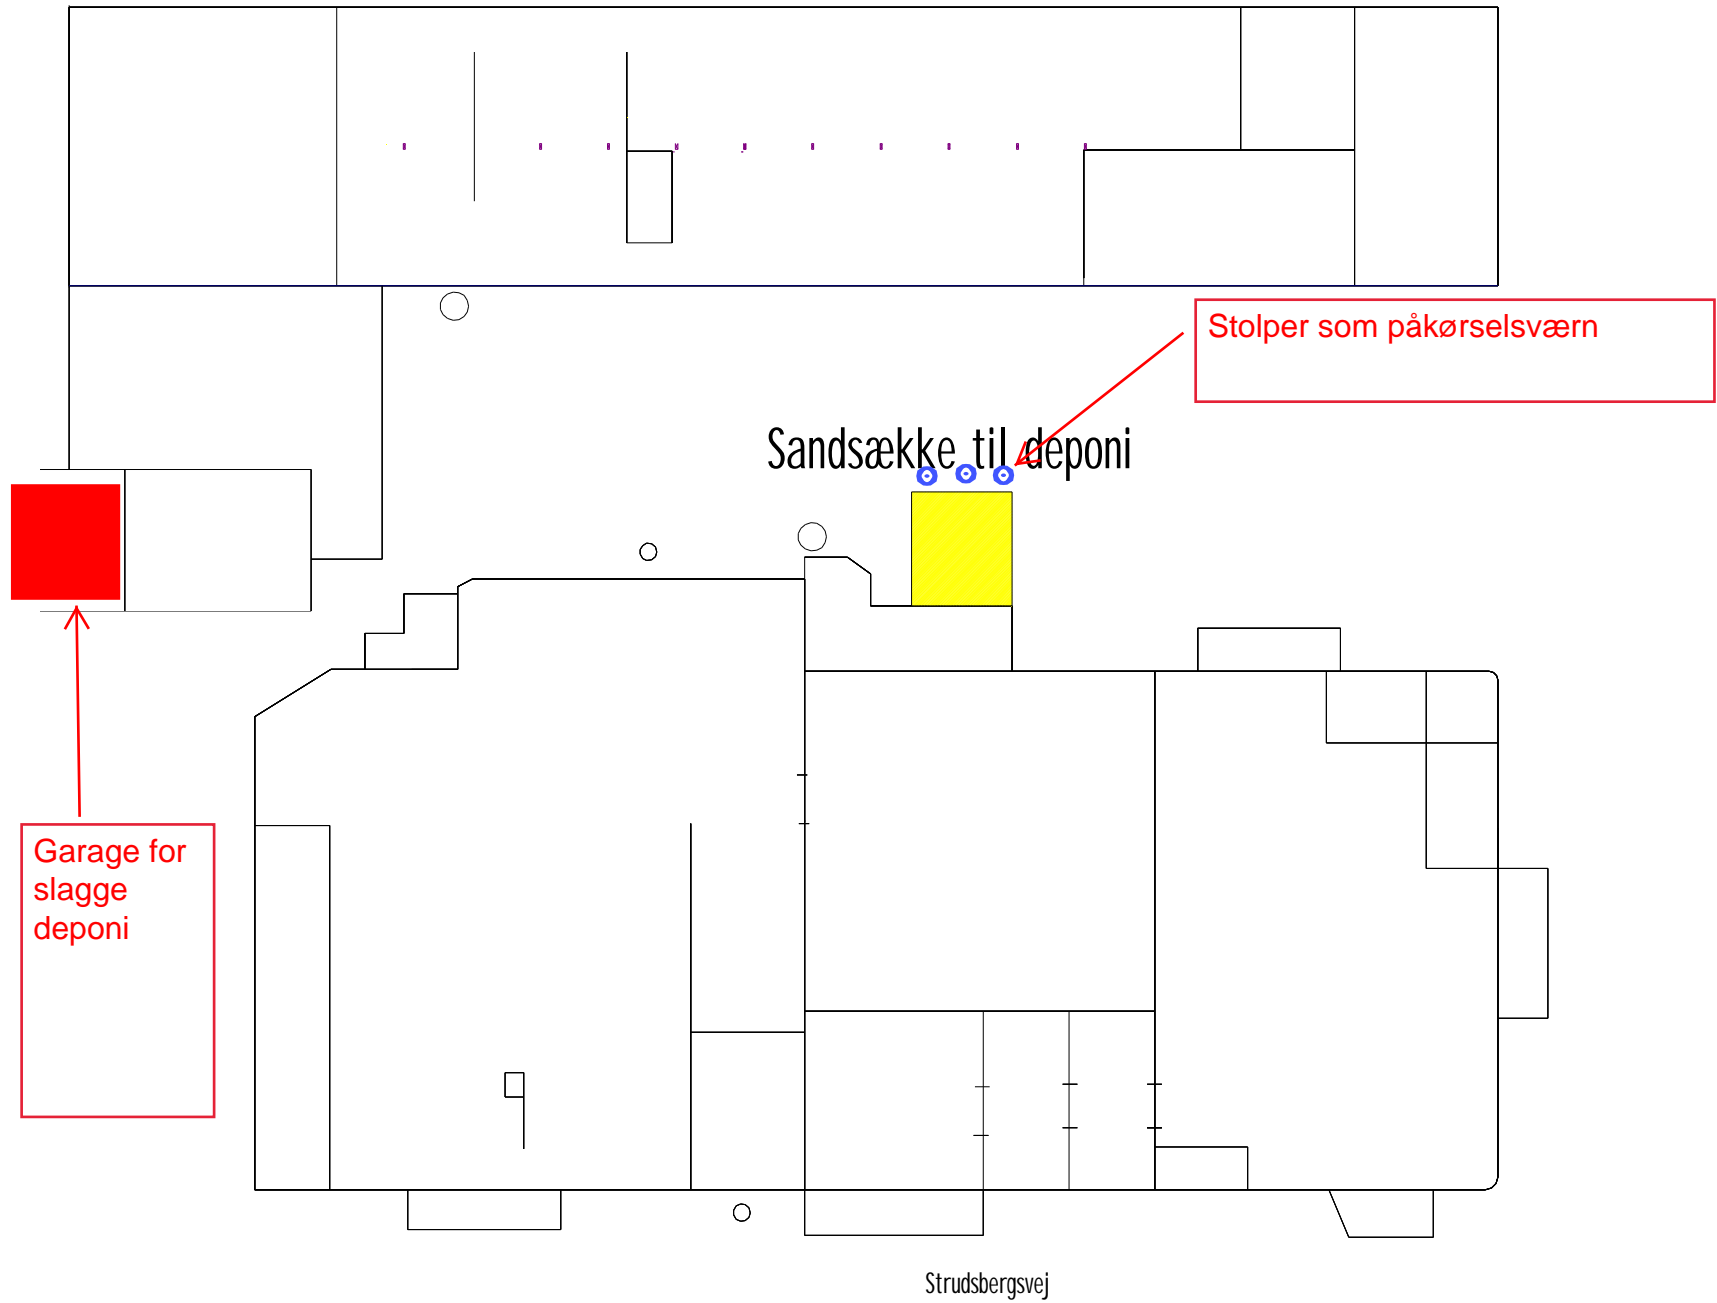 Stolper som påkørselsværn
Sandsække til deponi
Garage for
slagge
deponi
Strudsbergsvej